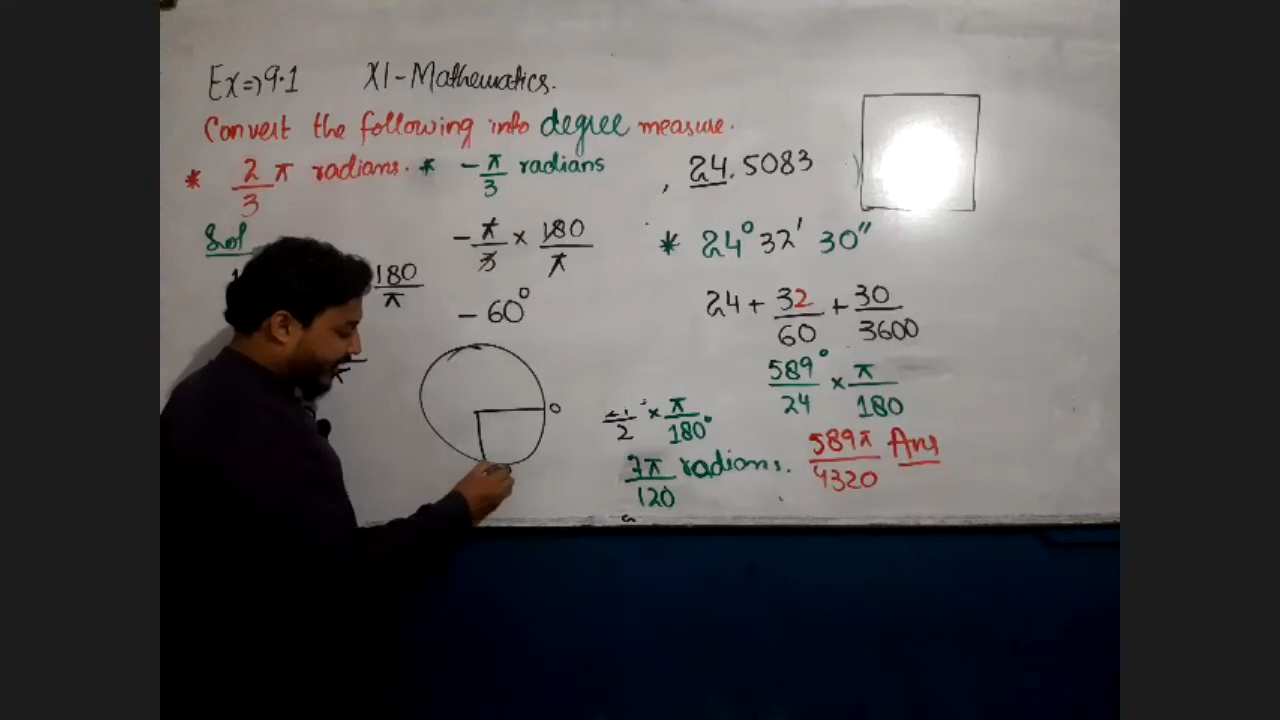 Ex=>9.1 XI-Mathematics.
Convert the following into degree measure.
* 2/3 π radians. * -π/3 radians , 24.5083
Sol
180/π
-π/3 × 180/π
-60°
0
* 24° 32' 30"
24 + 32/60 + 30/3600
589°/24 × π/180
589π/4320 Ans
/2 × π/180°
7π/120 radians.